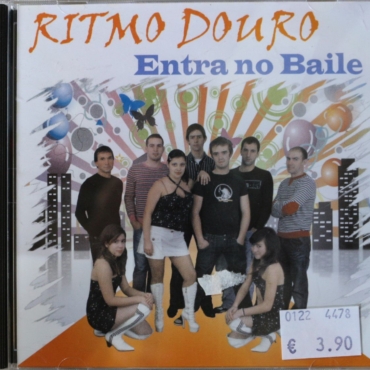 RITMO DOURO
Entra no Baile
0122 4478
€ 3.90